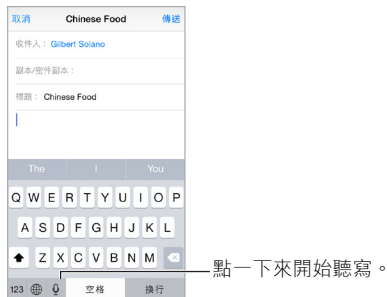 取消 Chinese Food 傳送
收件人： Gilbert Solano
副本/密件副本：
標題： Chinese Food
The I You
Q W E R T Y U I O P
A S D F G H J K L
Z X C V B N M
123 空格 換行
點一下來開始聽寫。